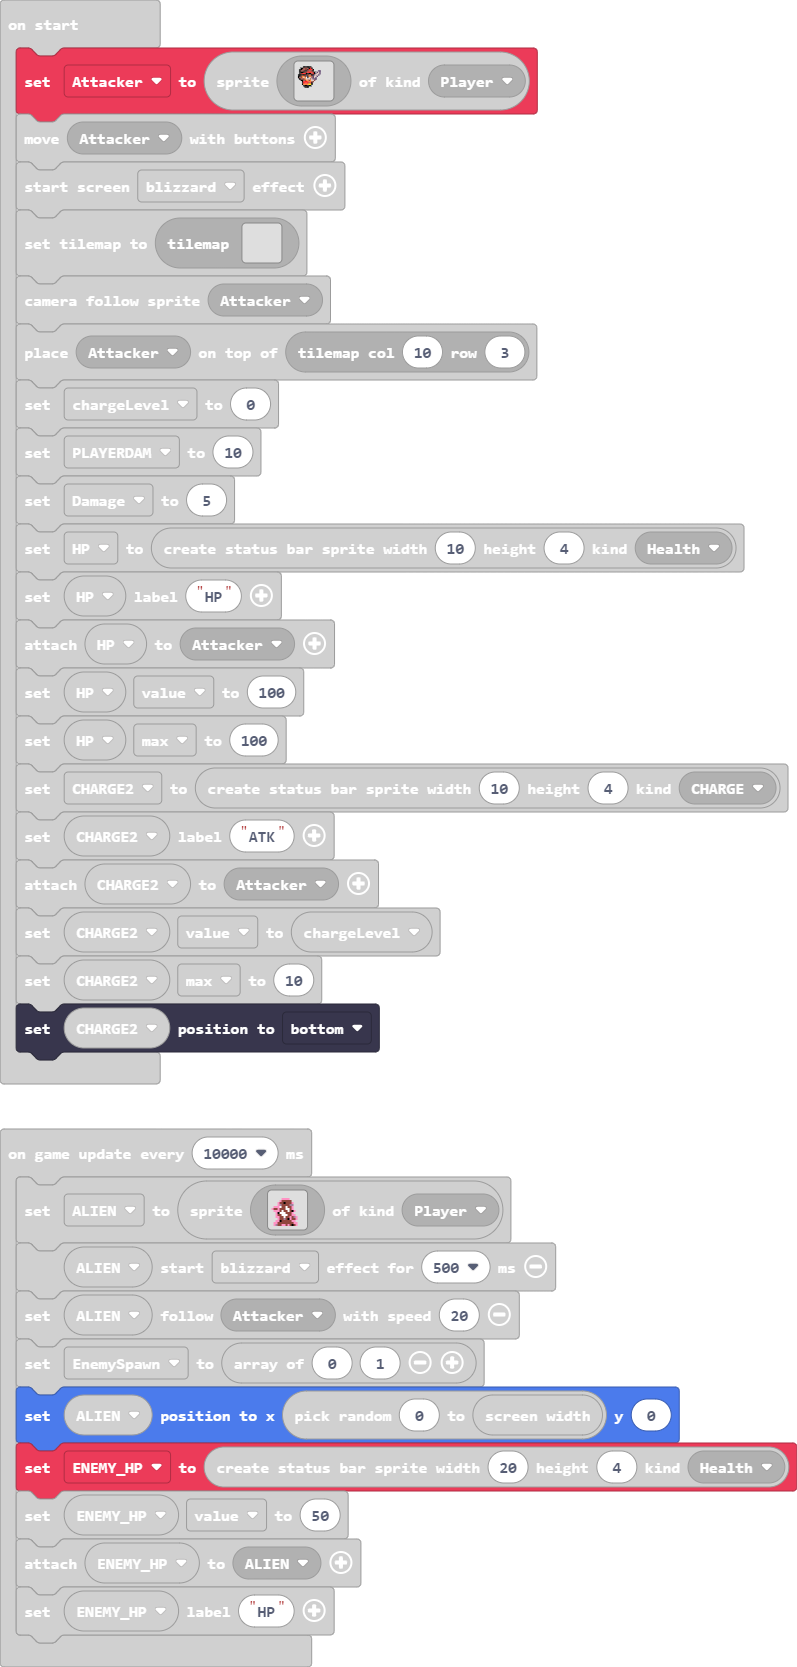 on start
set Attacker to sprite of kind Player
move Attacker with buttons
start screen blizzard effect
set tilemap to tilemap
camera follow sprite Attacker
place Attacker on top of tilemap col 10 row 3
set chargeLevel to 0
set PLAYERDAM to 10
set Damage to 5
set HP to create status bar sprite width 10 height 4 kind Health
set HP label "HP"
attach HP to Attacker
set HP value to 100
set HP max to 100
set CHARGE2 to create status bar sprite width 10 height 4 kind CHARGE
set CHARGE2 label "ATK"
attach CHARGE2 to Attacker
set CHARGE2 value to chargeLevel
set CHARGE2 max to 10
set CHARGE2 position to bottom
on game update every 10000 ms
set ALIEN to sprite of kind Player
ALIEN start blizzard effect for 500 ms
set ALIEN follow Attacker with speed 20
set EnemySpawn to array of 0 1
set ALIEN position to x pick random 0 to screen width y 0
set ENEMY_HP to create status bar sprite width 20 height 4 kind Health
set ENEMY_HP value to 50
attach ENEMY_HP to ALIEN
set ENEMY_HP label "HP"